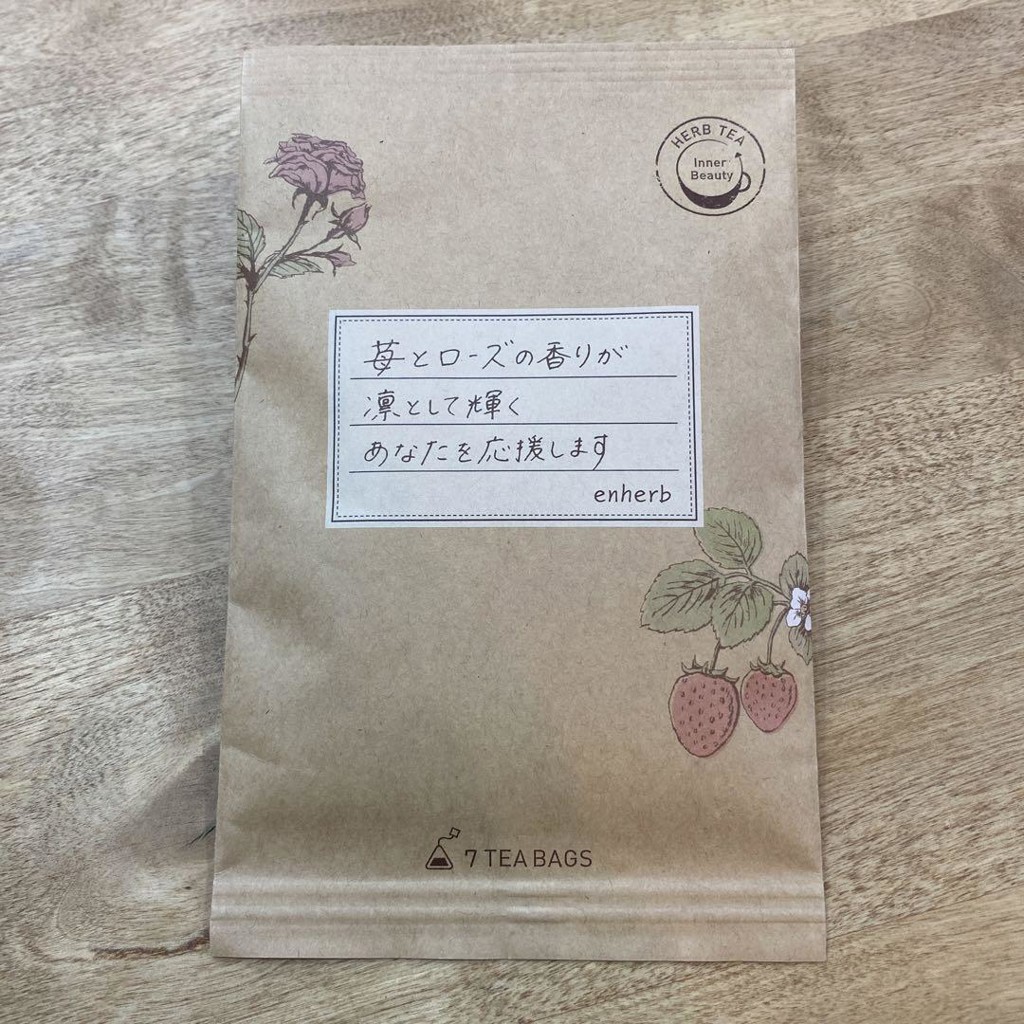 HERB TEA
Inner
Beauty
苺とローズの香りが
凛として輝く
あなたを応援します
enherb
7 TEA BAGS